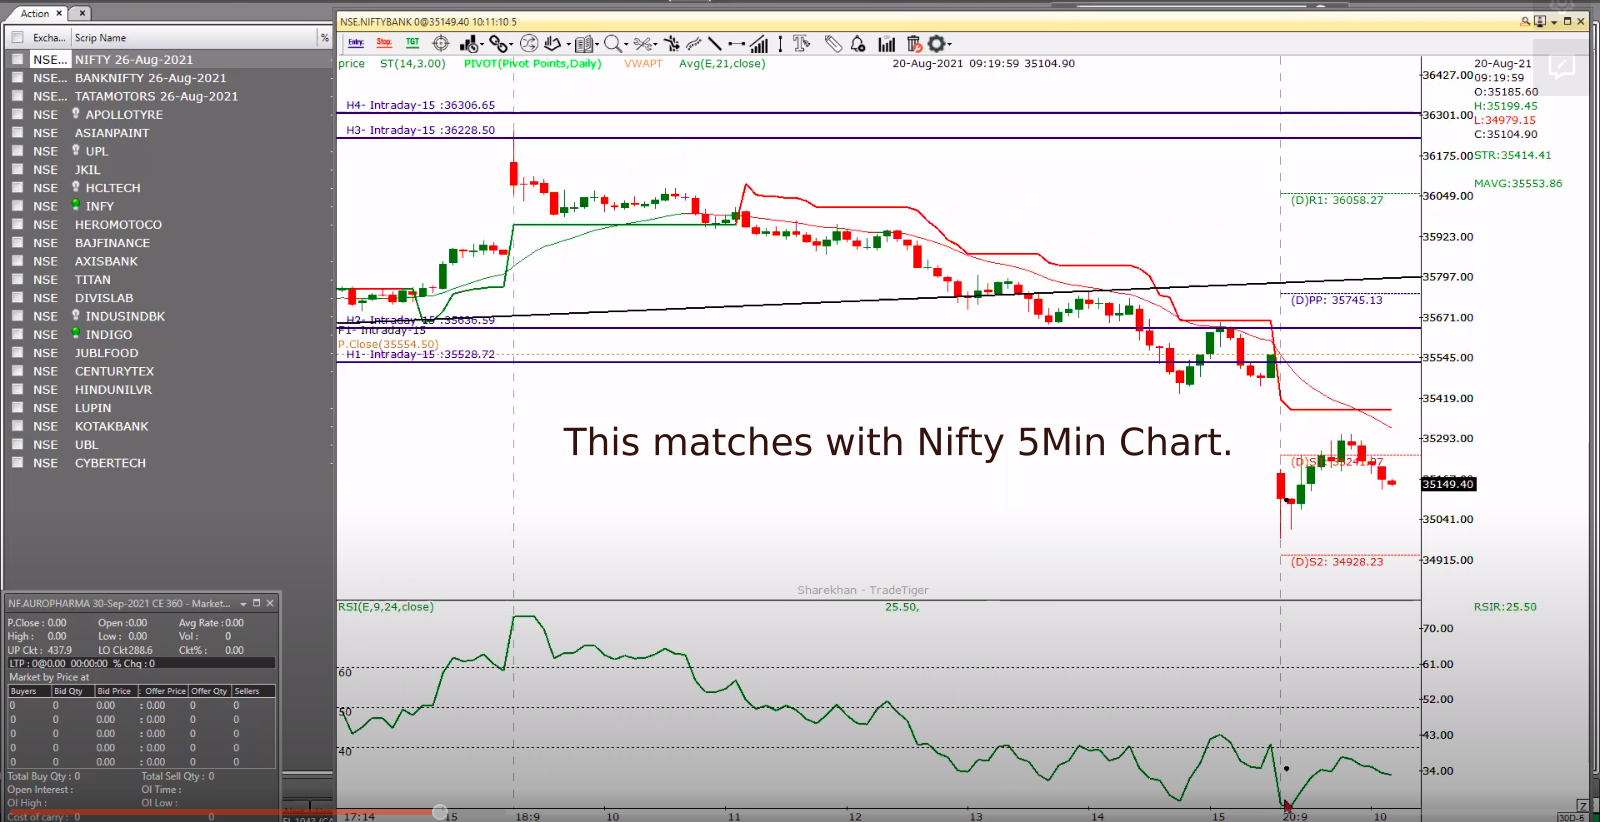 Action ×
×
Excha... Scrip Name %
NSE... NIFTY 26-Aug-2021
NSE... BANKNIFTY 26-Aug-2021
NSE... TATAMOTORS 26-Aug-2021
NSE APOLLOTYRE
NSE ASIANPAINT
NSE UPL
NSE JKIL
NSE HCLTECH
NSE INFY
NSE HEROMOTOCO
NSE BAJFINANCE
NSE AXISBANK
NSE TITAN
NSE DIVISLAB
NSE INDUSINDBK
NSE INDIGO
NSE JUBLFOOD
NSE CENTURYTEX
NSE HINDUNILVR
NSE LUPIN
NSE KOTAKBANK
NSE UBL
NSE CYBERTECH
NF.AUROPHARMA 30-Sep-2021 CE 360 - Market...
P.Close : 0.00 Open :0.00 Avg Rate : 0.00
High : 0.00 Low : 0.00 Vol : 0
UP Ckt : 437.9 LO Ckt288.6 Ckt% : 0.00
LTP : 0@0.00 00:00:00 % Chg : 0
Market by Price at
Buyers Bid Qty Bid Price : Offer Price Offer Qty Sellers
0 0 0.00 : 0.00 0 0
0 0 0.00 : 0.00 0 0
0 0 0.00 : 0.00 0 0
0 0 0.00 : 0.00 0 0
0 0 0.00 : 0.00 0 0
Total Buy Qty : 0 Total Sell Qty : 0
Open Interest : OI Time :
OI High : OI Low :
Cost of carry : 0 0
NSE.NIFTYBANK 0@35149.40 10:11:10 5
Entry Stop TGT
price ST(14,3.00) PIVOT(Pivot Points,Daily) VWAPT Avg(E,21,close) 20-Aug-2021 09:19:59 35104.90
H4- Intraday-15 :36306.65
H3- Intraday-15 :36228.50
H2- Intraday-15 :35636.59
F1- Intraday-15
P.Close(35554.50)
H1- Intraday-15 :35528.72
(D)R1: 36058.27
(D)PP: 35745.13
(D)S2: 34928.23
This matches with Nifty 5Min Chart.
Sharekhan - TradeTiger
36427.00
36301.00
36175.00
36049.00
35923.00
35797.00
35671.00
35545.00
35419.00
35293.00
35149.40
35041.00
34915.00
20-Aug-21
09:19:59
O:35185.60
H:35199.45
L:34979.15
C:35104.90
STR:35414.41
MAVG:35553.86
RSI(E,9,24,close) 25.50,
RSIR:25.50
60
50
40
70.00
61.00
52.00
43.00
34.00
17:14 15 18:9 10 11 12 13 14 15 20:9 10
Z
30D-5